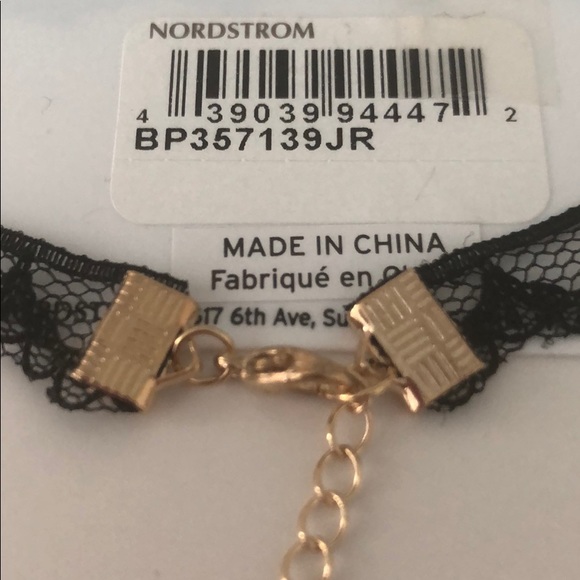 NORDSTROM
4 39039 94447 2
BP357139JR
MADE IN CHINA
Fabriqué en
6th Ave,